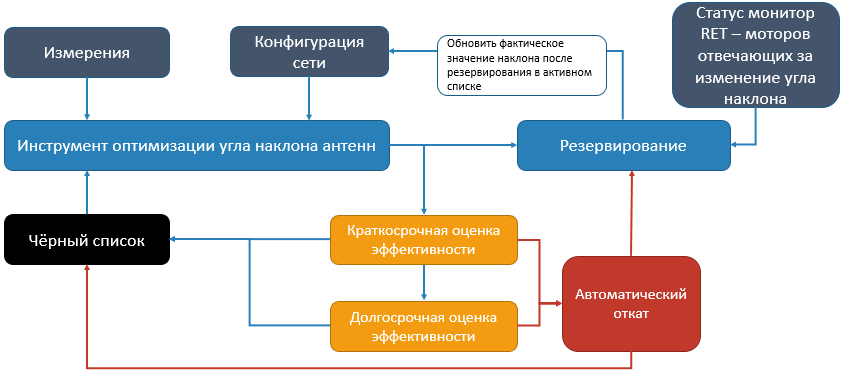 Измерения
Конфигурация
сети
Обновить фактическое
значение наклона после
резервирования в активном
списке
Статус монитор
RET – моторов
отвечающих за
изменение угла
наклона
Инструмент оптимизации угла наклона антенн
Резервирование
Чёрный список
Краткосрочная оценка
эффективности
Долгосрочная оценка
эффективности
Автоматический
откат